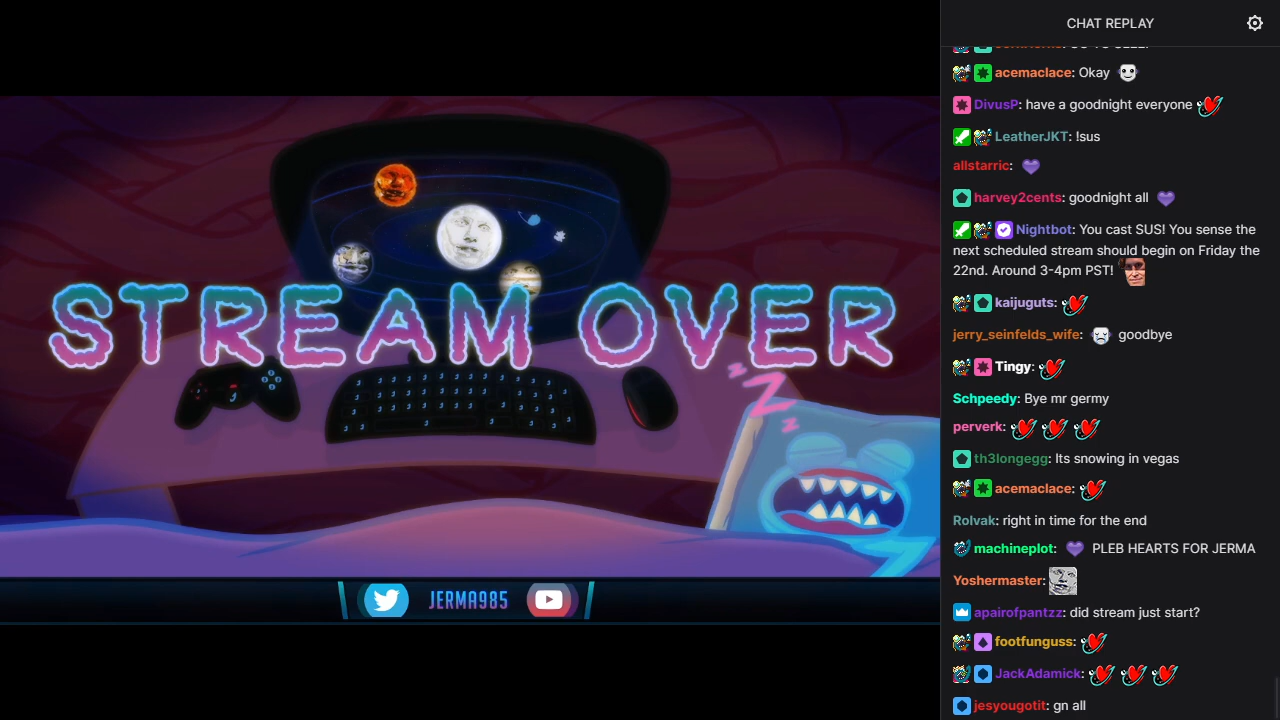 CHAT REPLAY
acemaclace: Okay
DivusP: have a goodnight everyone
LeatherJKT: !sus
allstarric:
harvey2cents: goodnight all
Nightbot: You cast SUS! You sense the
next scheduled stream should begin on Friday the
22nd. Around 3-4pm PST!
kaijuguts:
jerry_seinfelds_wife: goodbye
Tingy:
Schpeedy: Bye mr germy
perverk:
th3longegg: Its snowing in vegas
acemaclace:
Rolvak: right in time for the end
machineplot: PLEB HEARTS FOR JERMA
Yoshermaster:
apairofpantzz: did stream just start?
footfunguss:
JackAdamick:
jesyougotit: gn all
STREAM OVER
z
Z
z
JERMA985